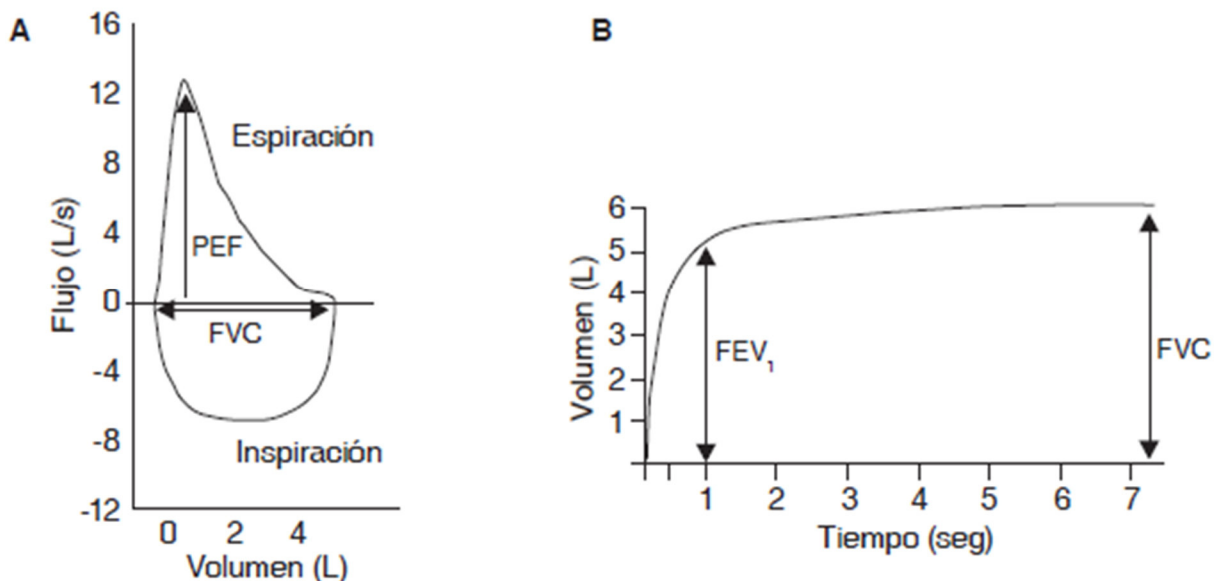 A
16
12
8
4
0
-4
-8
-12
Flujo (L/s)
Espiración
PEF
FVC
Inspiración
0 2 4
Volumen (L)
B
6
5
4
3
2
1
Volumen (L)
FEV₁
FVC
1 2 3 4 5 6 7
Tiempo (seg)